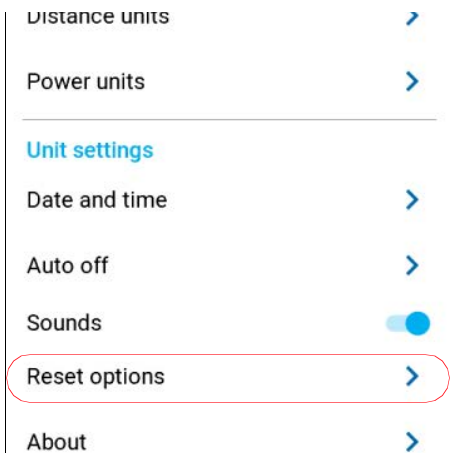 Distance units
Power units
Unit settings
Date and time
Auto off
Sounds
Reset options
About